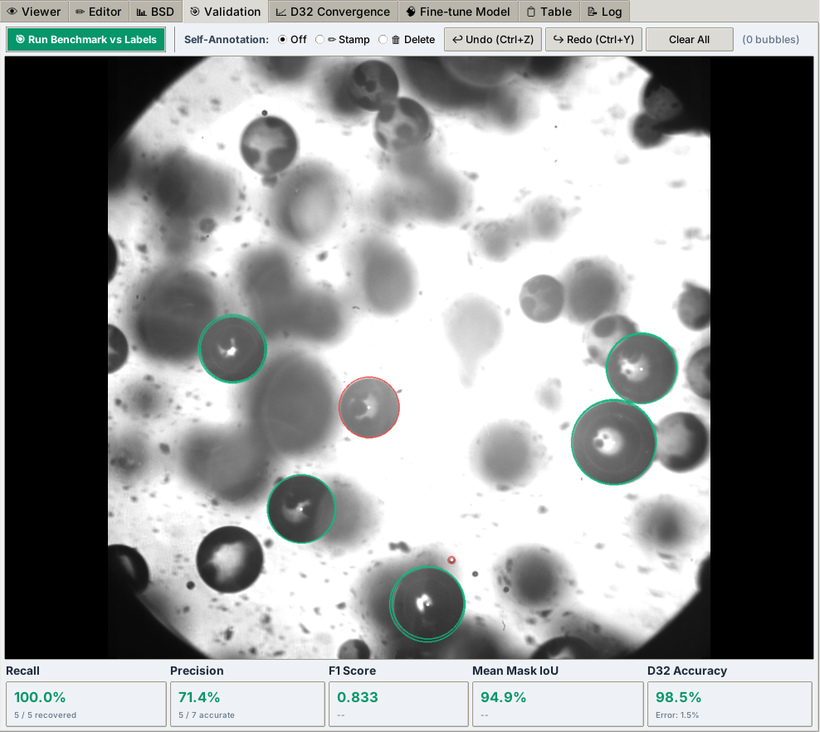 Viewer Editor BSD Validation D32 Convergence Fine-tune Model Table Log
Run Benchmark vs Labels Self-Annotation: Off Stamp Delete Undo (Ctrl+Z) Redo (Ctrl+Y) Clear All (0 bubbles)
Recall Precision F1 Score Mean Mask IoU D32 Accuracy
100.0% 71.4% 0.833 94.9% 98.5%
5 / 5 recovered 5 / 7 accurate -- -- Error: 1.5%